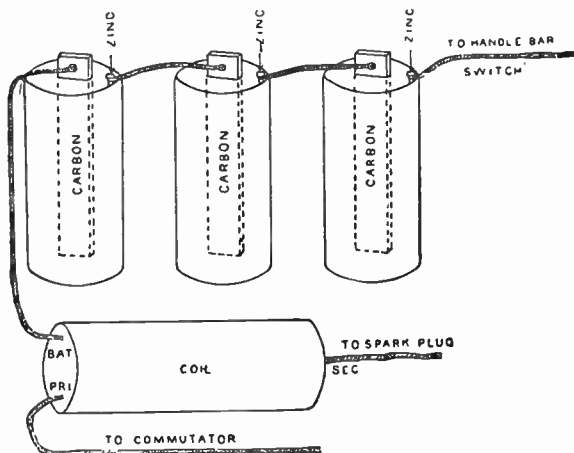 ZINC
ZINC
ZINC
TO HANDLE BAR
SWITCH
CARBON
CARBON
CARBON
BAT
PRI
COIL
TO SPARK PLUG
SEC
TO COMMUTATOR